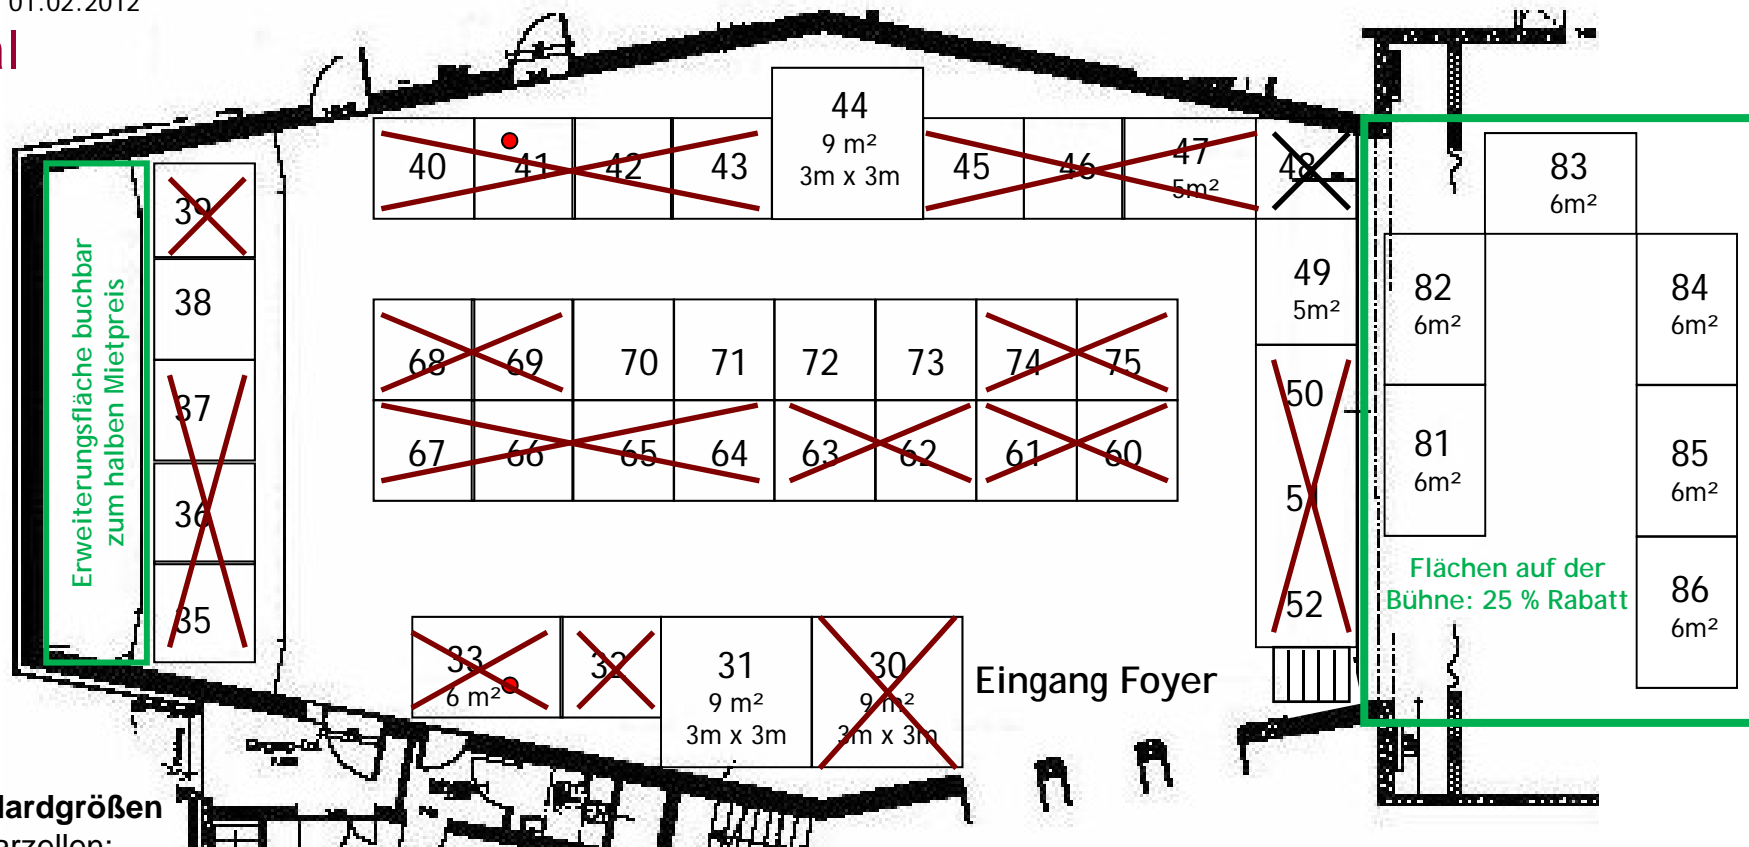 01.02.2012
al
44
9 m²
3m x 3m
40
41
42
43
45
46
47
5m²
48
83
6m²
39
38
37
36
35
Erweiterungsfläche buchbar
zum halben Mietpreis
49
5m²
82
6m²
84
6m²
68
69
70
71
72
73
74
75
50
67
66
65
64
63
62
61
60
81
6m²
85
6m²
51
52
Flächen auf der
Bühne: 25 % Rabatt
86
6m²
33
6 m²
32
31
9 m²
3m x 3m
30
9 m²
3m x 3m
Eingang Foyer
dardgrößen
arzellen: